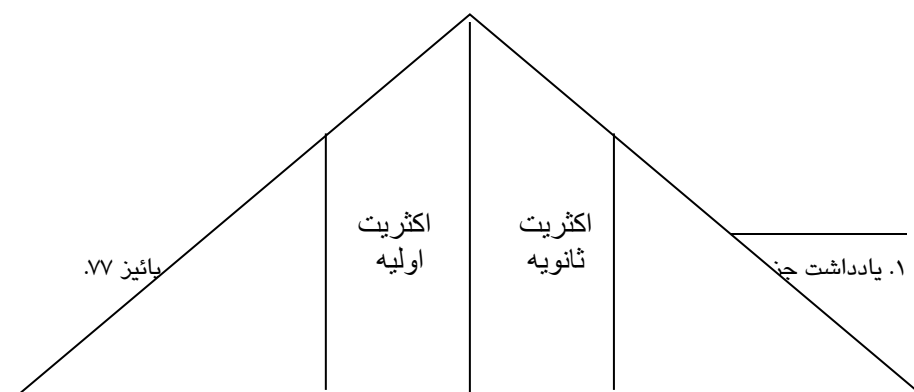 اکثریت
ثانویه
اکثریت
اولیه
۱. یادداشت پائیز ۷۷.